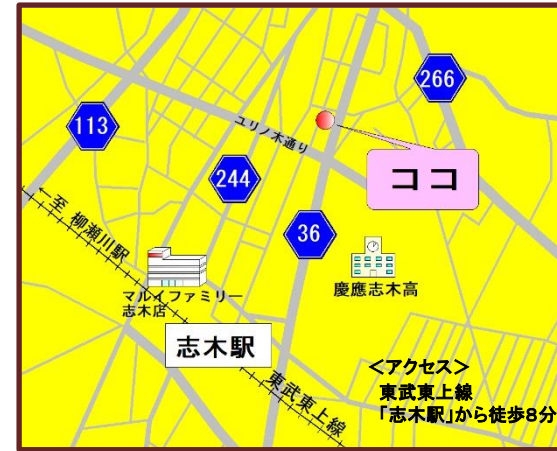 266
113
ユリノ木通り
ココ
244
36
←至 柳瀬川駅
マルイファミリー
志木店
慶應志木高
志木駅
東武東上線
<アクセス>
東武東上線
「志木駅」から徒歩8分